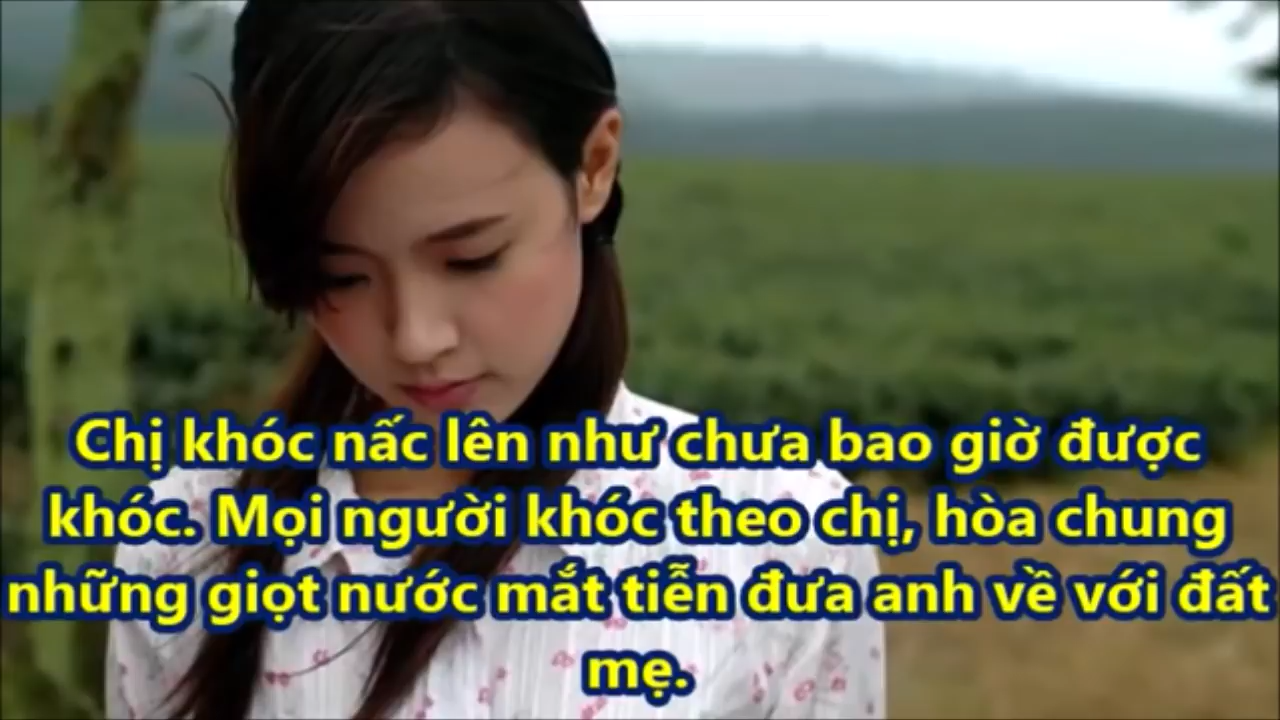 Chị khóc nấc lên như chưa bao giờ được
khóc. Mọi người khóc theo chị, hòa chung
những giọt nước mắt tiễn đưa anh về với đất
mẹ.